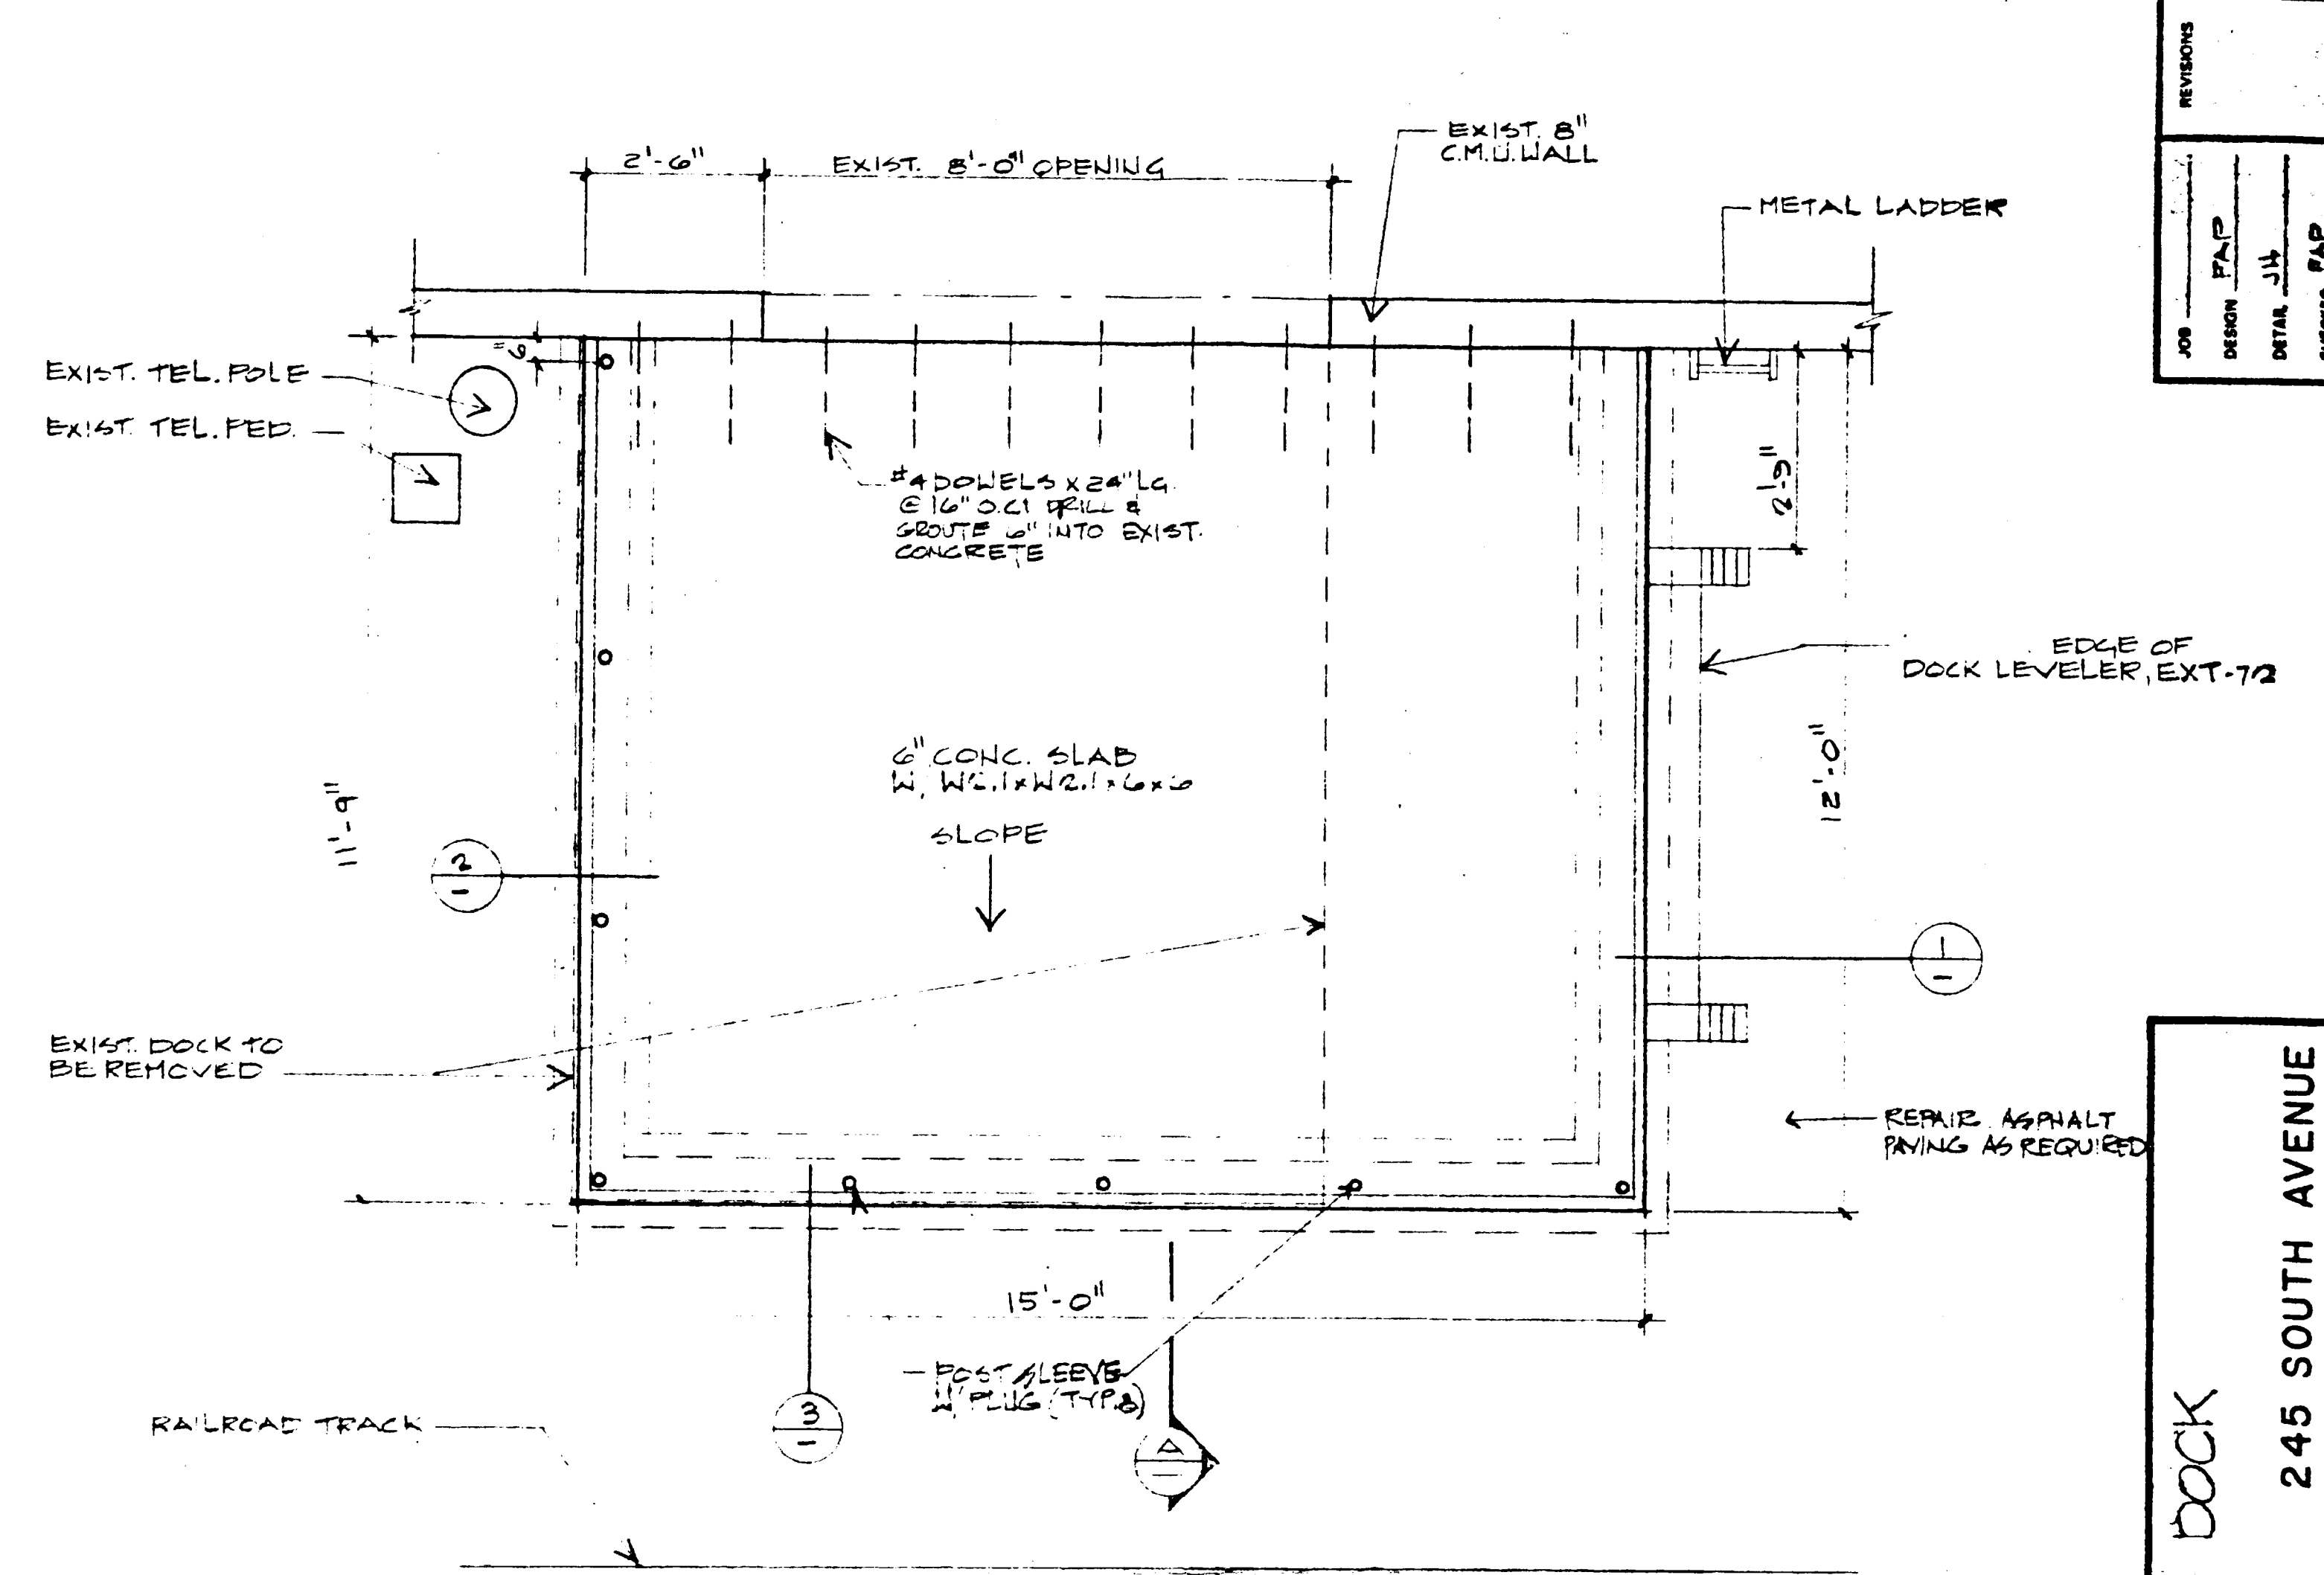 REVISIONS
JOB
DESIGN PAP
DETAIL JH
PAP
2'-6"
EXIST. 8'-0" OPENING
EXIST. 8"
C.M.U. WALL
METAL LADDER
EXIST. TEL. POLE
EXIST. TEL. PED.
6"
#4 DOWELS X 24" LG.
@ 16" O.C. DRILL &
GROUTE 6" INTO EXIST.
CONCRETE
2'-9"
EDGE OF
DOCK LEVELER, EXT-72
11'-9"
6" CONC. SLAB
W, W2.1xW2.1x6x6
SLOPE
12'-0"
2
-
1
-
EXIST. DOCK TO
BE REMOVED
REPAIR ASPHALT
PAVING AS REQUIRED
15'-0"
POST SLEEVE
W/ PLUG (TYP. 8)
3
-
A
RAILROAD TRACK
DOCK
245 SOUTH AVENUE